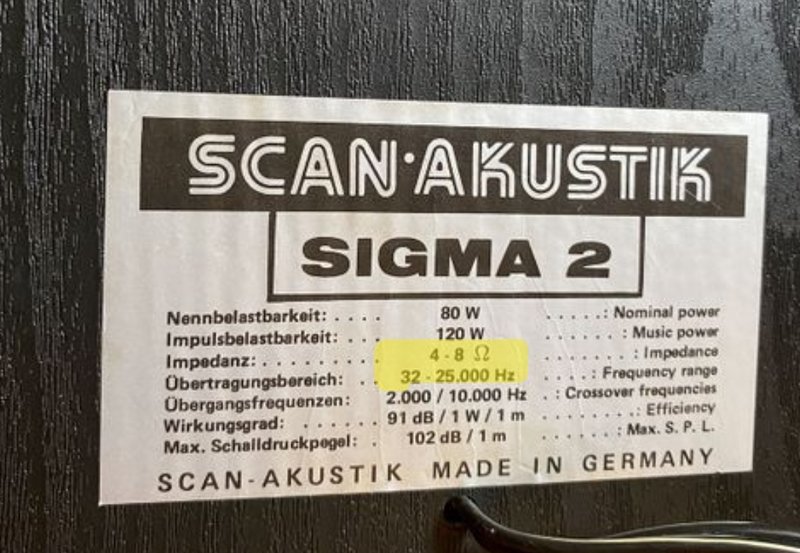 SCAN·AKUSTIK
SIGMA 2
Nennbelastbarkeit: . . . . 80 W . . . . . : Nominal power
Impulsbelastbarkeit: . . . 120 W . . . . . . : Music power
Impedanz: . . . . . . . . . 4 - 8 Ω . . . . . . . . : Impedance
Übertragungsbereich: . . 32 - 25.000 Hz . . . . : Frequency range
Übergangsfrequenzen: 2.000 / 10.000 Hz . : Crossover frequencies
Wirkungsgrad: . . . . . . 91 dB / 1 W / 1 m . . . . . . . . : Efficiency
Max. Schalldruckpegel: . 102 dB / 1 m . . . . . . : Max. S. P. L.
SCAN-AKUSTIK MADE IN GERMANY